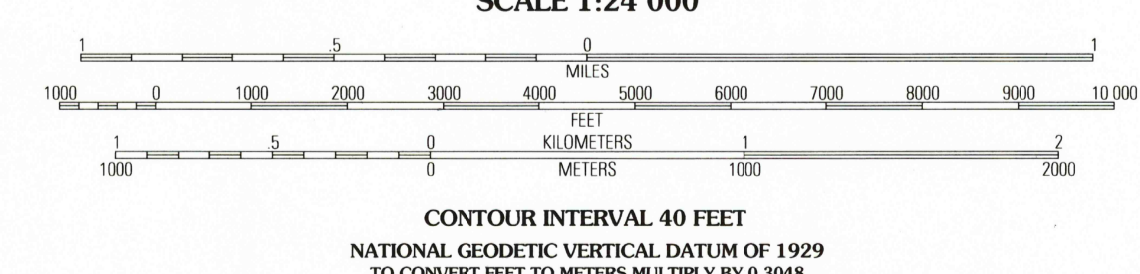 SCALE 1:24 000
1 .5 0 1
MILES
1000 0 1000 2000 3000 4000 5000 6000 7000 8000 9000 10 000
FEET
1 .5 0 KILOMETERS 1 2
1000 0 METERS 1000 2000
CONTOUR INTERVAL 40 FEET
NATIONAL GEODETIC VERTICAL DATUM OF 1929
TO CONVERT FEET TO METERS MULTIPLY BY 0.3048